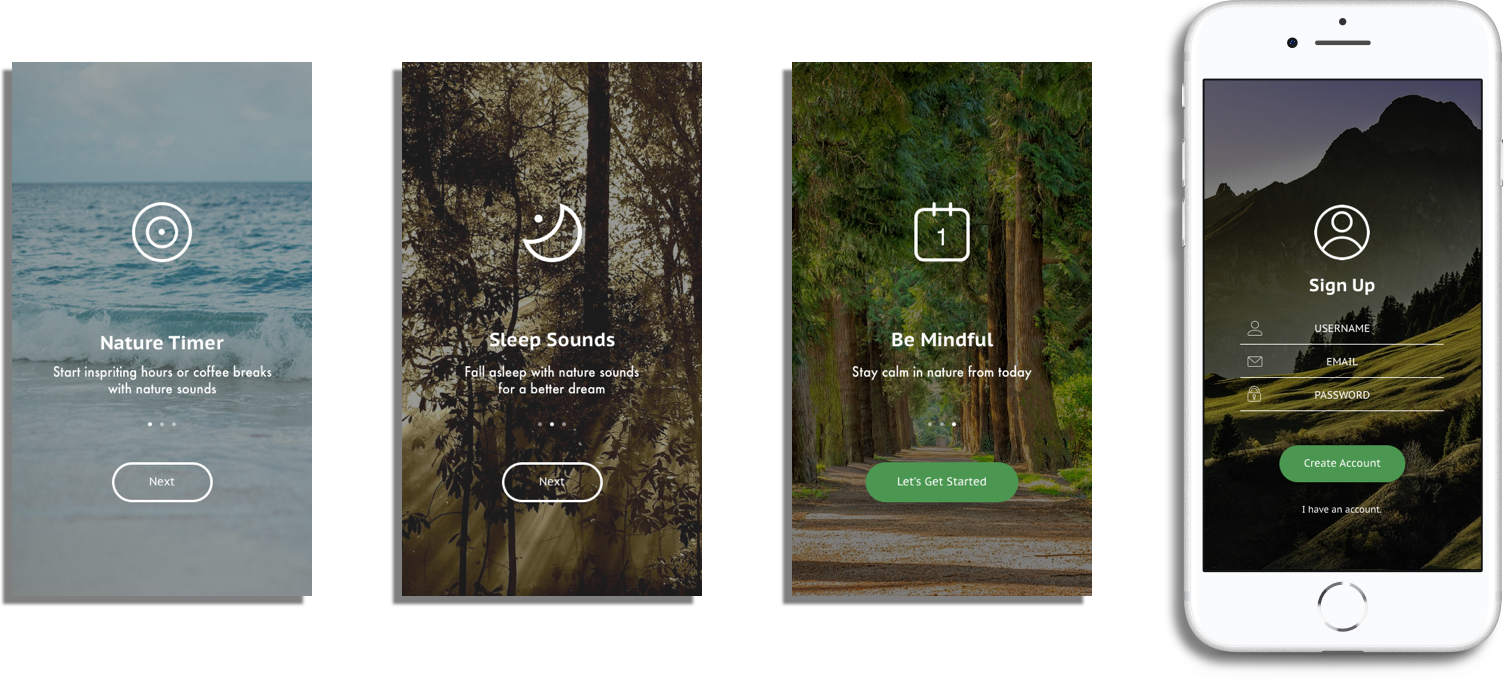 Nature Timer
Start inspriting hours or coffee breaks
with nature sounds
Next
Sleep Sounds
Fall asleep with nature sounds
for a better dream
Next
1
Be Mindful
Stay calm in nature from today
Let's Get Started
Sign Up
USERNAME
EMAIL
PASSWORD
Create Account
I have an account.